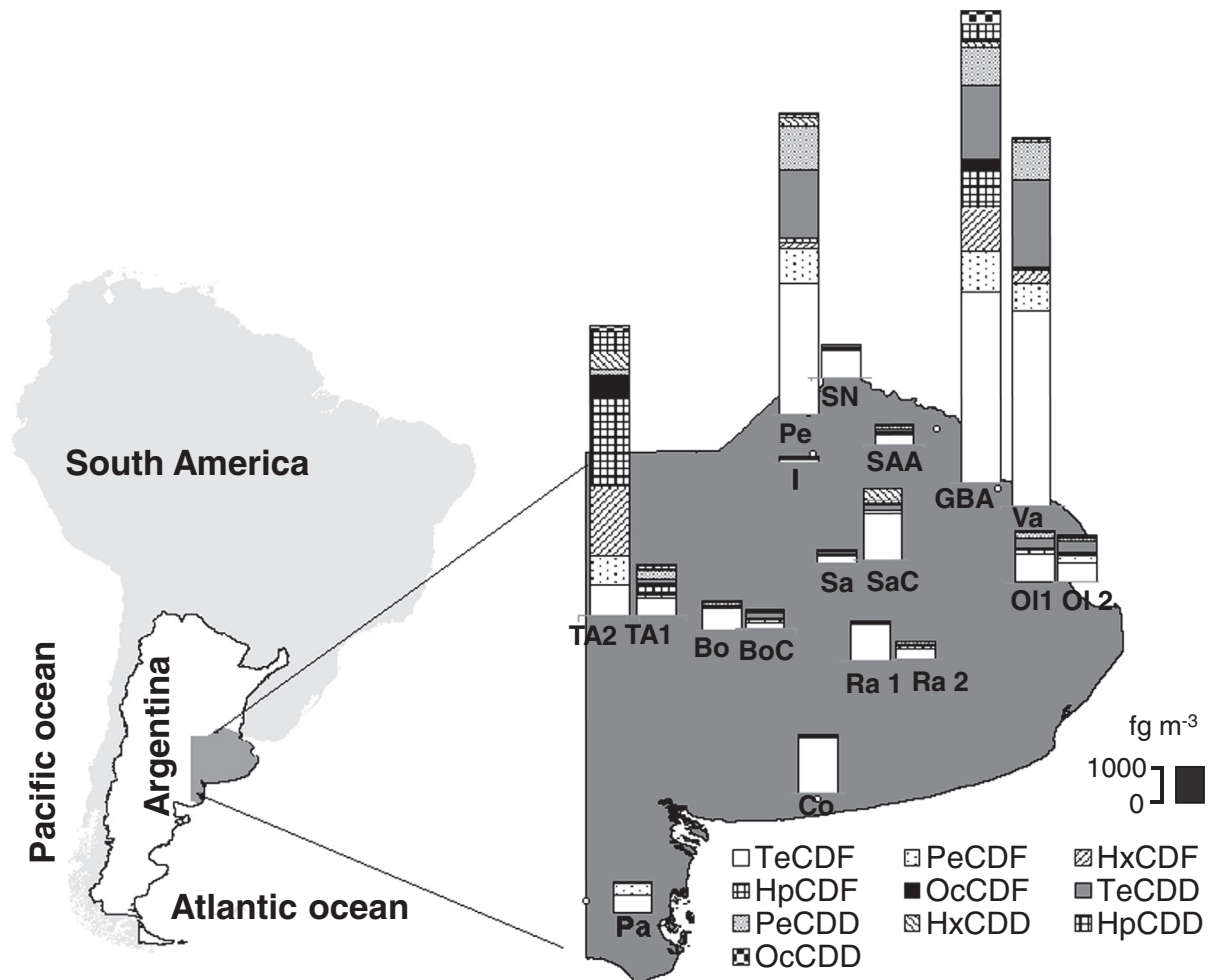 South America
Pacific ocean
Argentina
Atlantic ocean
SN
Pe
SAA
I
GBA
Va
Sa
SaC
Ol1 Ol 2
TA2 TA1
Bo BoC
Ra 1 Ra 2
Co
Pa
fg m-3
1000
0
TeCDF PeCDF HxCDF
HpCDF OcCDF TeCDD
PeCDD HxCDD HpCDD
OcCDD